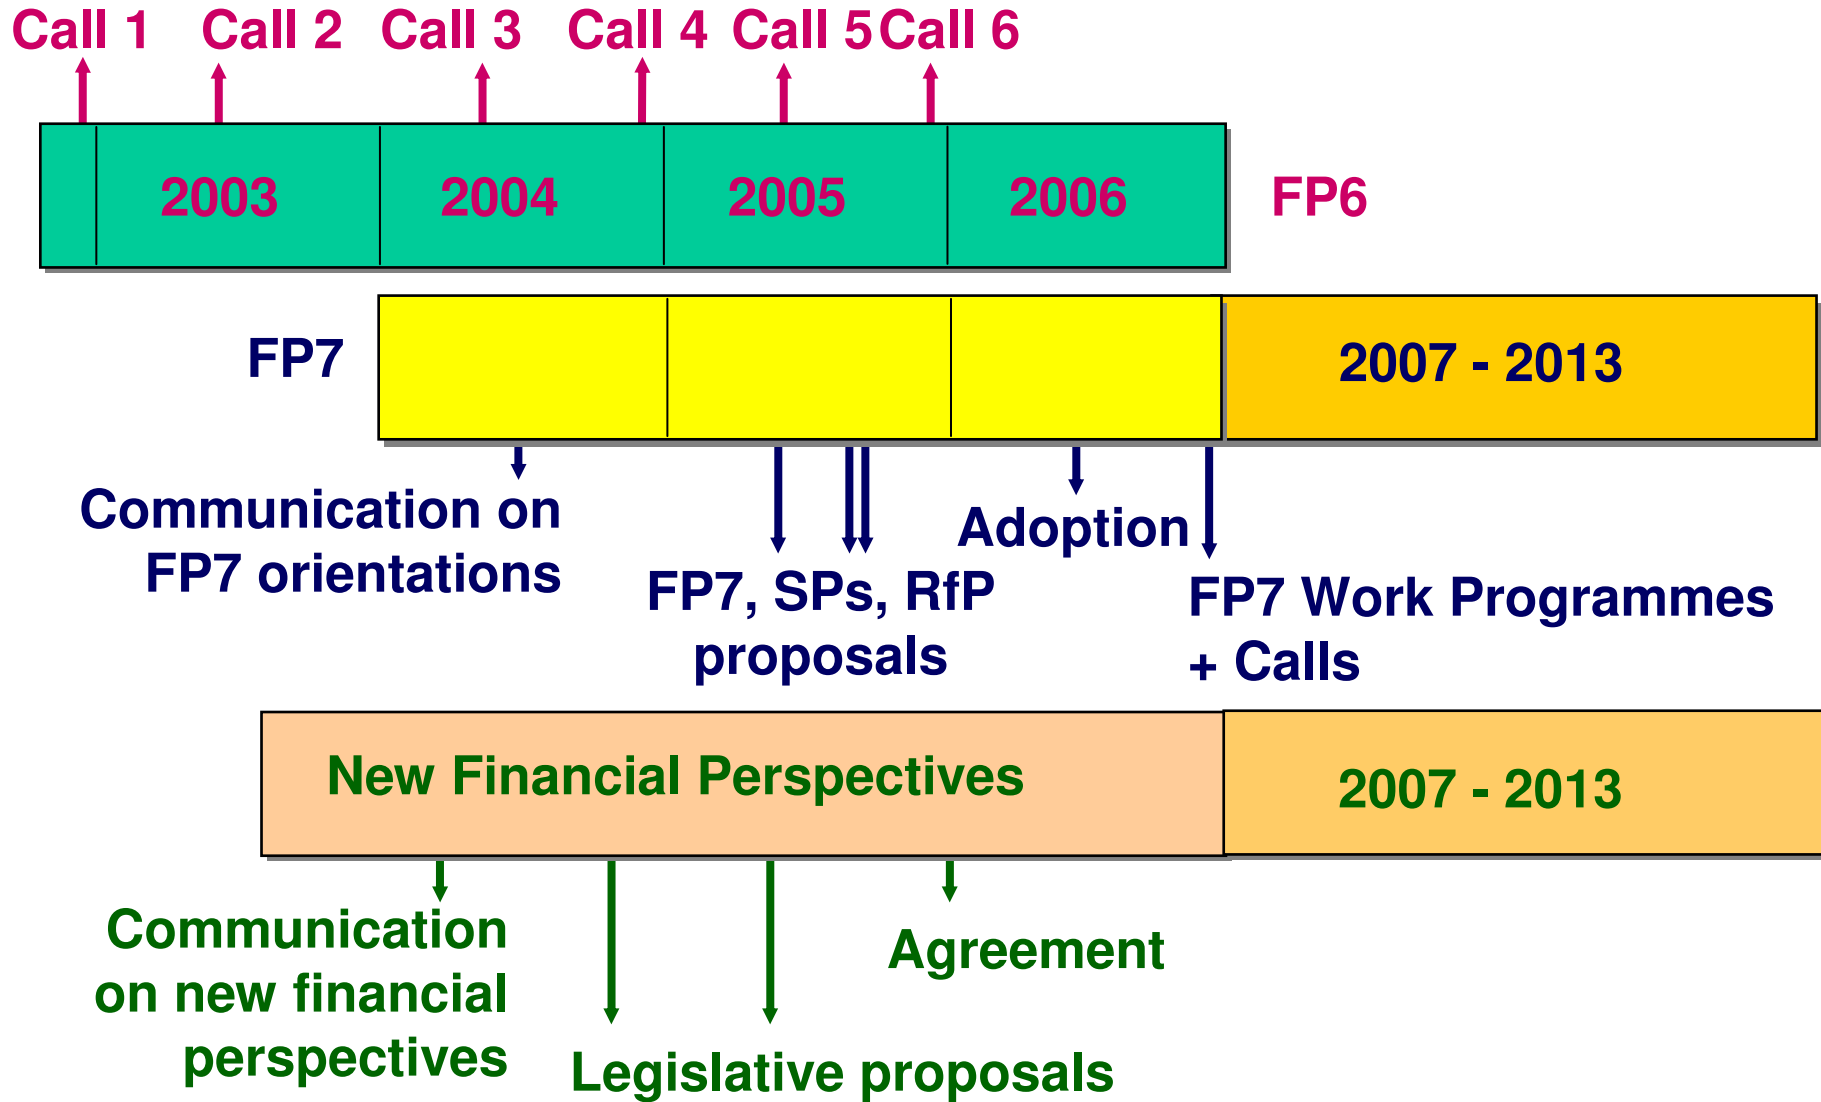 Call 1 Call 2 Call 3 Call 4 Call 5 Call 6
2003 2004 2005 2006 FP6
FP7 2007 - 2013
Communication on
FP7 orientations
FP7, SPs, RfP
proposals
Adoption
FP7 Work Programmes
+ Calls
New Financial Perspectives 2007 - 2013
Communication
on new financial
perspectives
Legislative proposals
Agreement